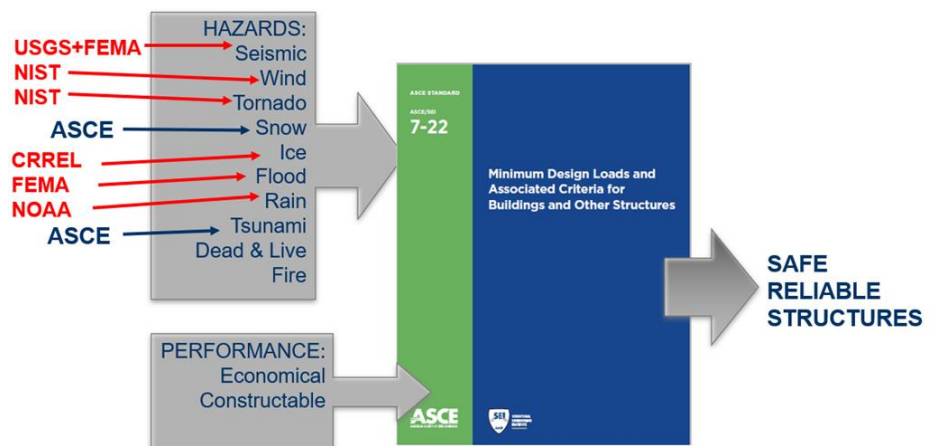 HAZARDS:
USGS+FEMA
Seismic
NIST
Wind
NIST
Tornado
ASCE
Snow
CRREL
Ice
FEMA
Flood
NOAA
Rain
ASCE
Tsunami
Dead & Live
Fire
PERFORMANCE:
Economical
Constructable
ASCE STANDARD
ASCE/SEI
7-22
Minimum Design Loads and
Associated Criteria for
Buildings and Other Structures
ASCE
SEI
SAFE
RELIABLE
STRUCTURES